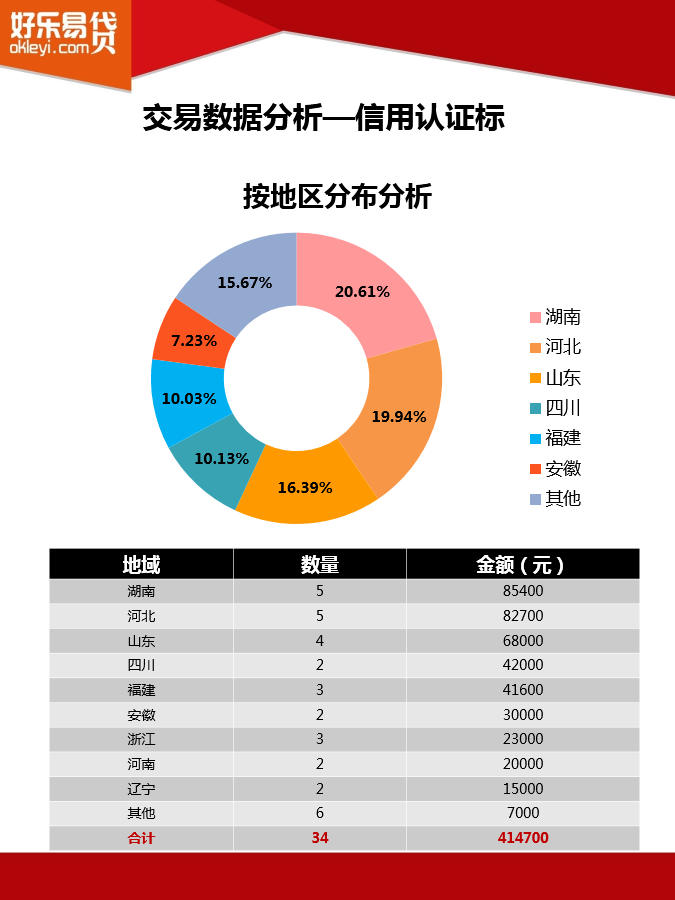 好乐易贷
okleyi.com
交易数据分析—信用认证标
按地区分布分析
15.67%
20.61%
7.23%
10.03%
19.94%
10.13%
16.39%
湖南
河北
山东
四川
福建
安徽
其他
地域 数量 金额（元）
湖南 5 85400
河北 5 82700
山东 4 68000
四川 2 42000
福建 3 41600
安徽 2 30000
浙江 3 23000
河南 2 20000
辽宁 2 15000
其他 6 7000
合计 34 414700